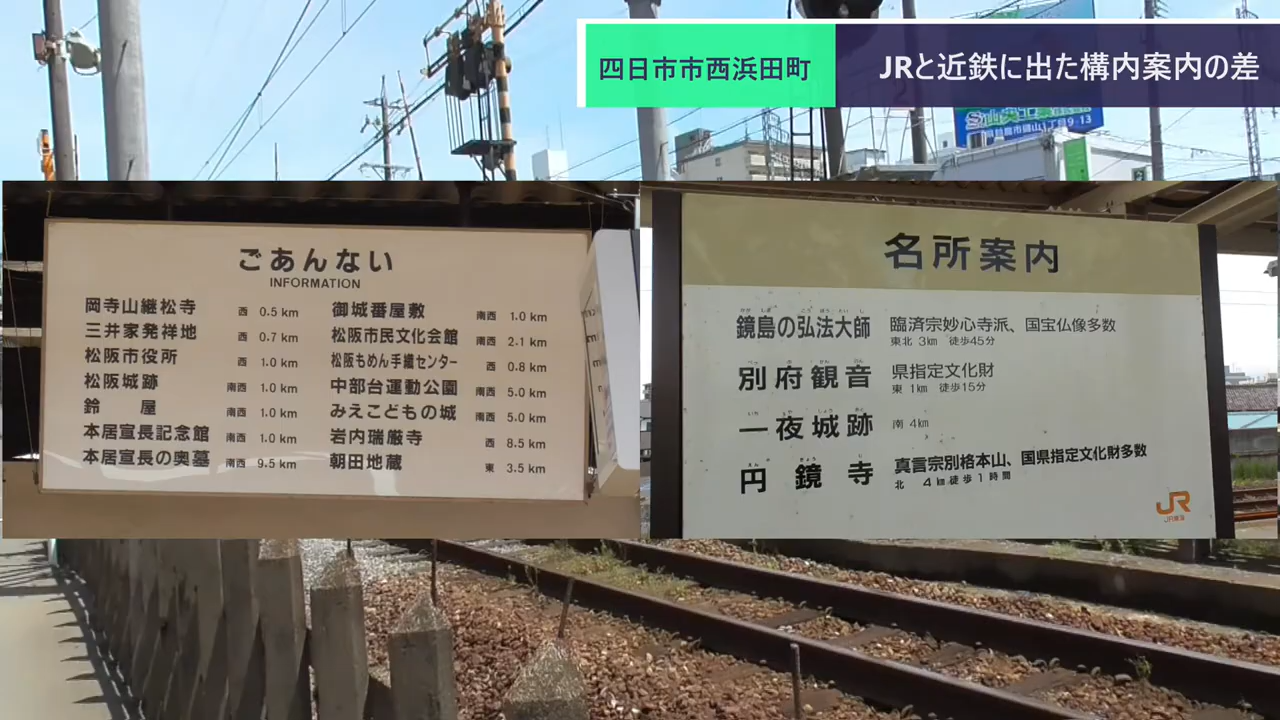 四日市市西浜田町
JRと近鉄に出た構内案内の差
ごあんない
INFORMATION
岡寺山継松寺 西 0.5 km
三井家発祥地 西 0.7 km
松阪市役所 西 1.0 km
松阪城跡 南西 1.0 km
鈴屋 南西 1.0 km
本居宣長記念館 南西 1.0 km
本居宣長の奥墓 南西 9.5 km
御城番屋敷 南西 1.0 km
松阪市民文化会館 南西 2.1 km
松阪もめん手織センター 西 0.8 km
中部台運動公園 南西 5.0 km
みえこどもの城 南西 5.0 km
岩内瑞巌寺 西 8.5 km
朝田地蔵 東 3.5 km
名所案内
鏡島の弘法大師 臨済宗妙心寺派、国宝仏像多数
東北 3km 徒歩45分
別府観音 県指定文化財
東 1km 徒歩15分
一夜城跡 南 4km
円鏡寺 真言宗別格本山、国県指定文化財多数
北 4km徒歩1時間
JR
JR東海